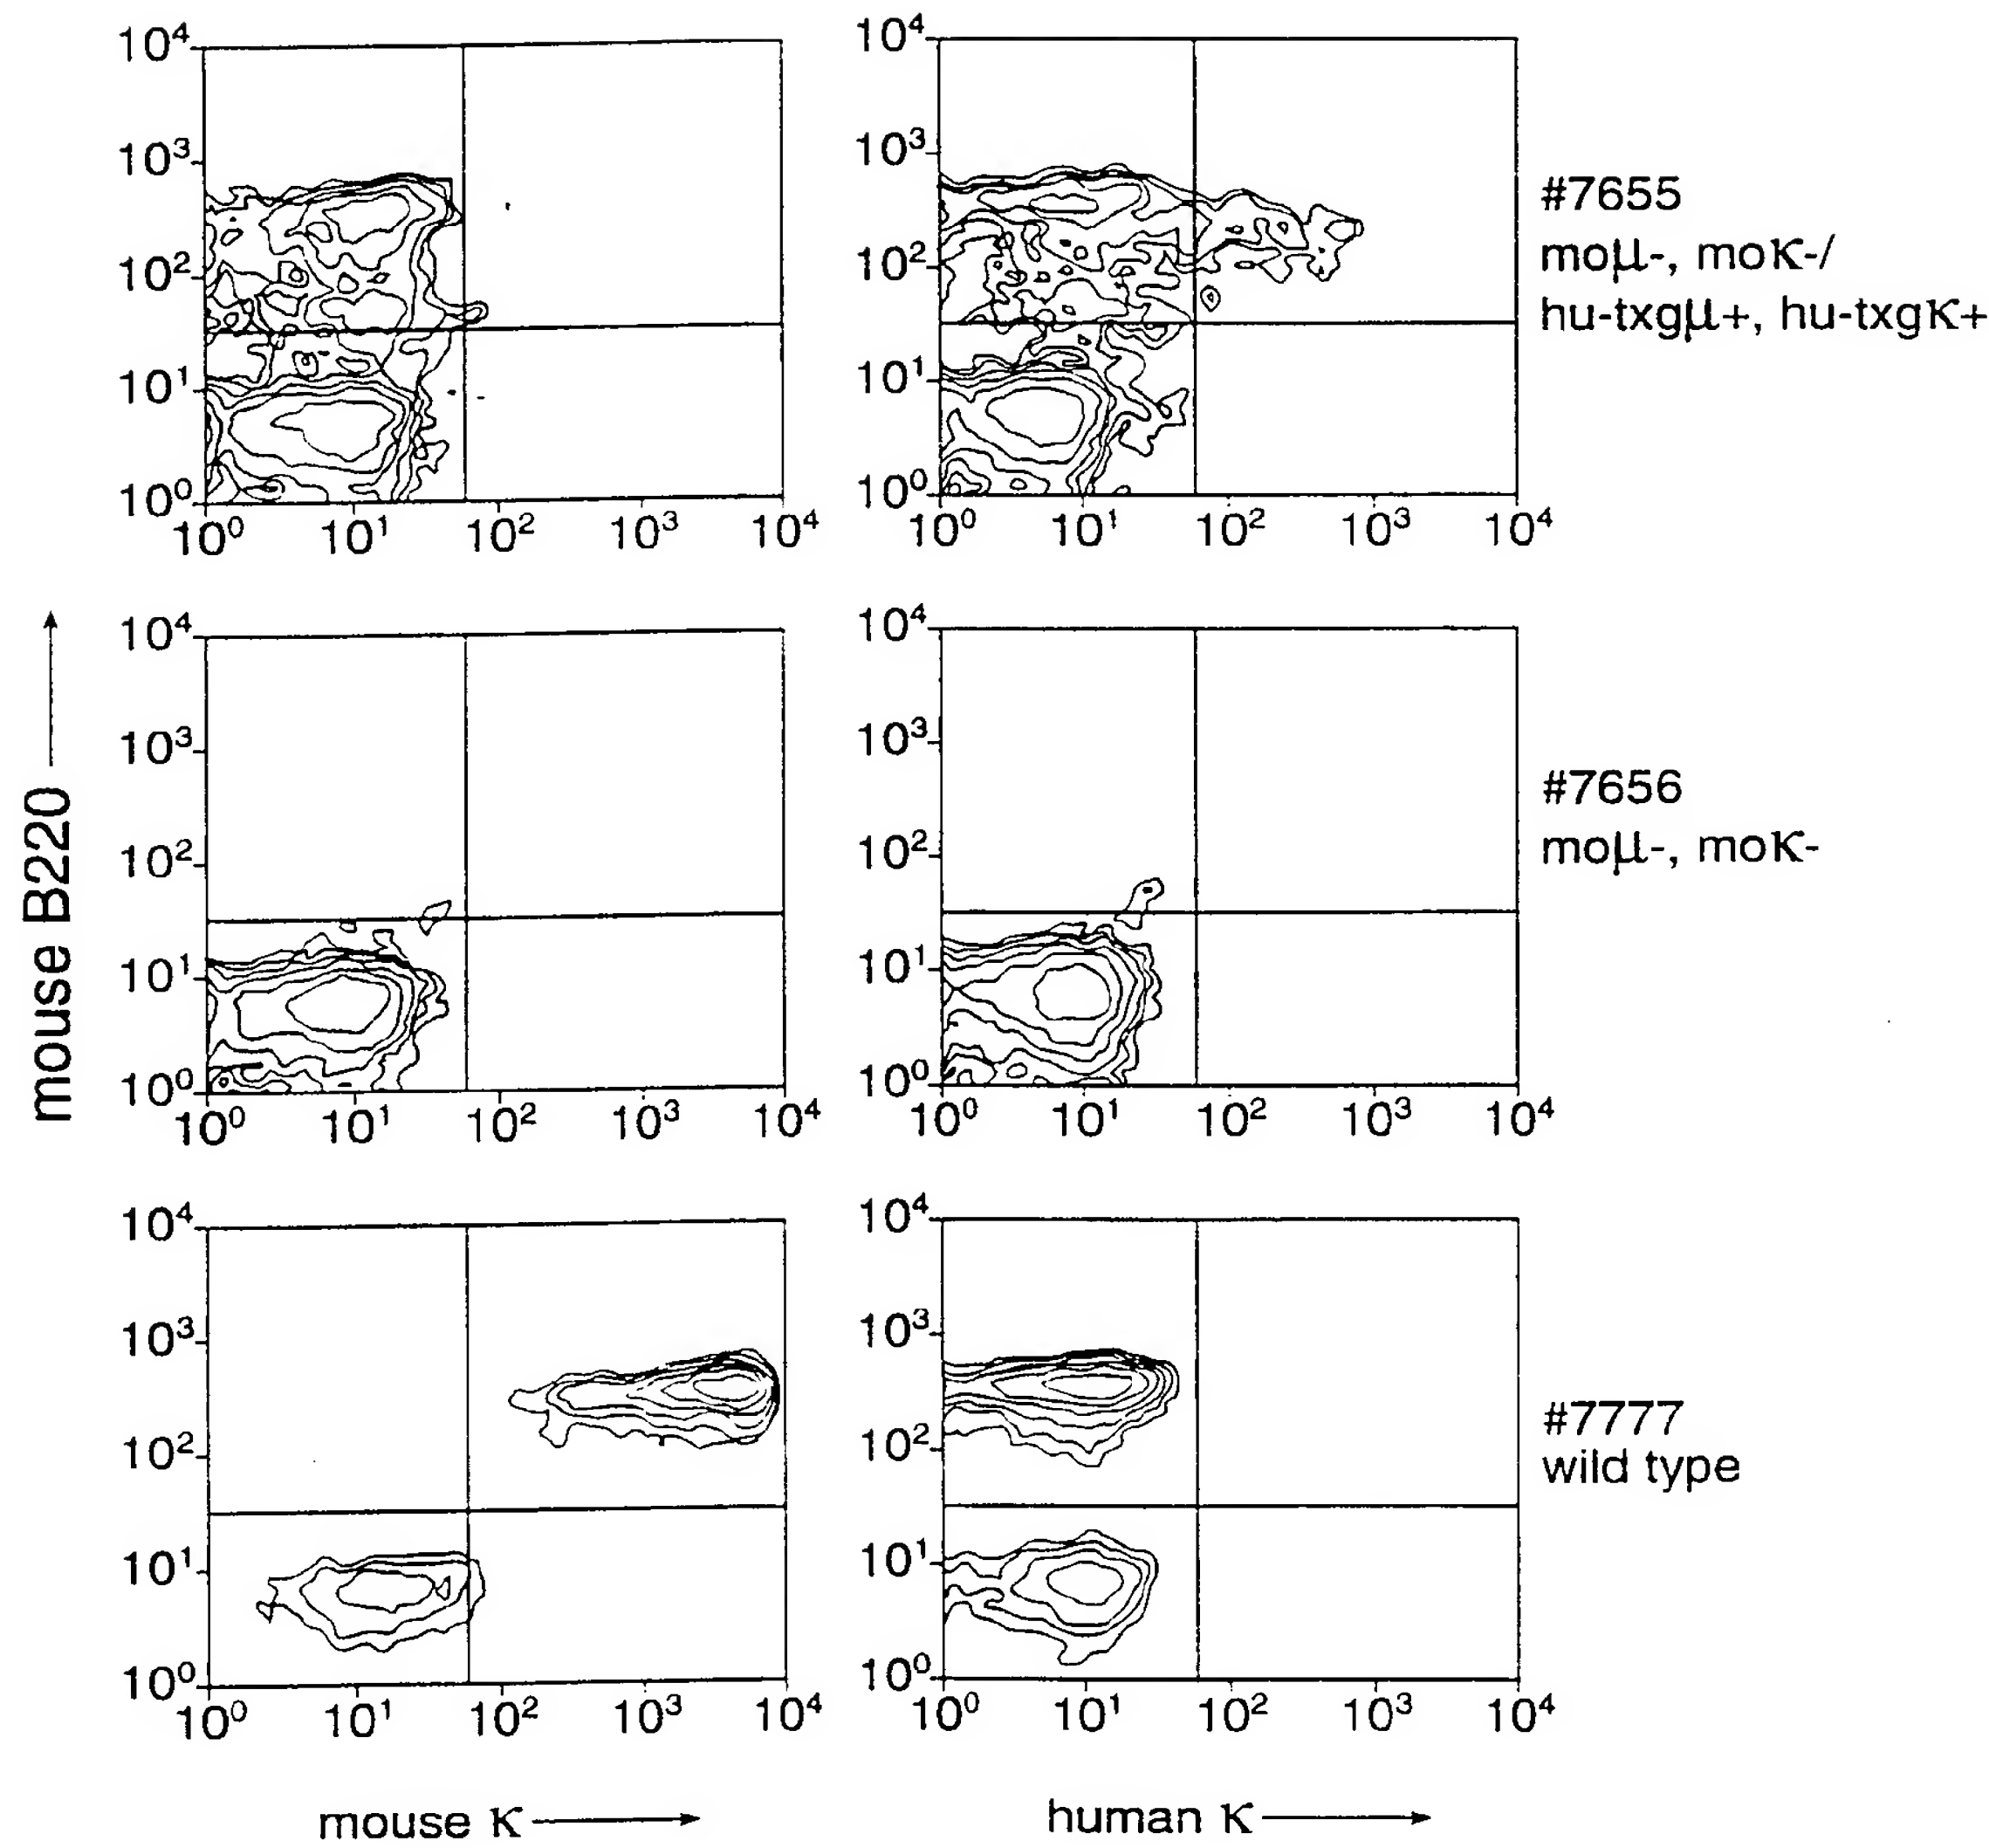 10⁴ 10³ 10² 10¹ 10⁰
10⁰ 10¹ 10² 10³ 10⁴
10⁴ 10³ 10² 10¹ 10⁰
10⁰ 10¹ 10² 10³ 10⁴
#7655
moμ-, moκ-/
hu-txgμ+, hu-txgκ+
mouse B220
10⁴ 10³ 10² 10¹ 10⁰
10⁰ 10¹ 10² 10³ 10⁴
10⁴ 10³ 10² 10¹ 10⁰
10⁰ 10¹ 10² 10³ 10⁴
#7656
moμ-, moκ-
10⁴ 10³ 10² 10¹ 10⁰
10⁰ 10¹ 10² 10³ 10⁴
10⁴ 10³ 10² 10¹ 10⁰
10⁰ 10¹ 10² 10³ 10⁴
#7777
wild type
mouse κ
human κ